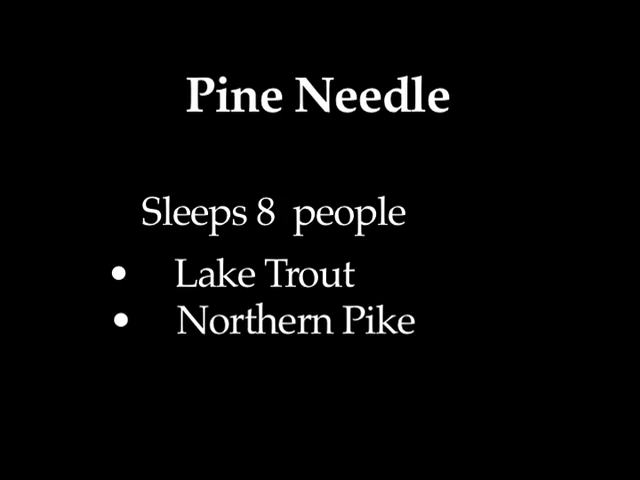 Pine Needle
Sleeps 8 people
• Lake Trout
• Northern Pike